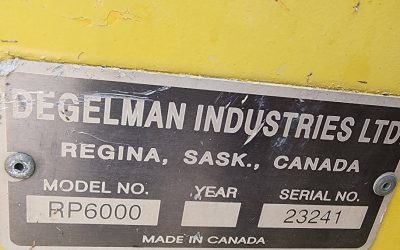 DEGELMAN INDUSTRIES LTD
REGINA, SASK., CANADA
MODEL NO. YEAR SERIAL NO.
RP6000 23241
MADE IN CANADA